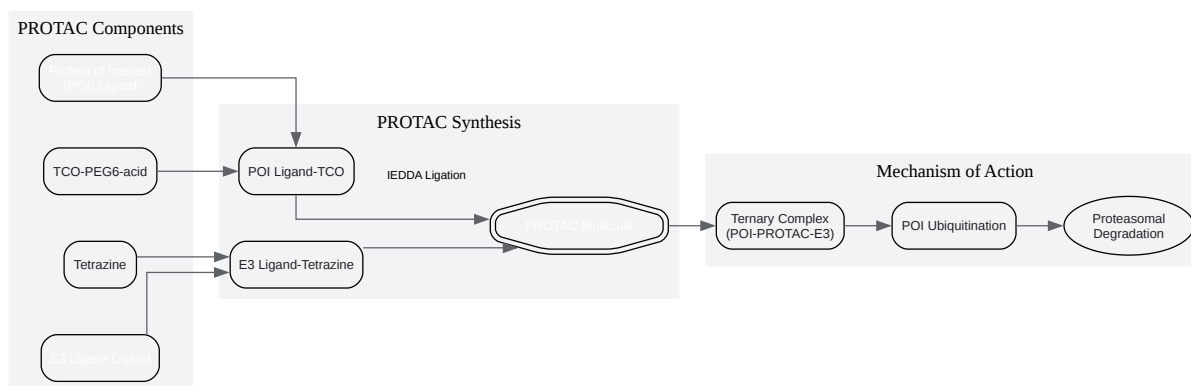 PROTAC Components
Protein of Interest
(POI) Ligand
TCO-PEG6-acid
Tetrazine
E3 Ligase Ligand
PROTAC Synthesis
POI Ligand-TCO
IEDDA Ligation
E3 Ligand-Tetrazine
PROTAC Molecule
Mechanism of Action
Ternary Complex
(POI-PROTAC-E3)
POI Ubiquitination
Proteasomal
Degradation